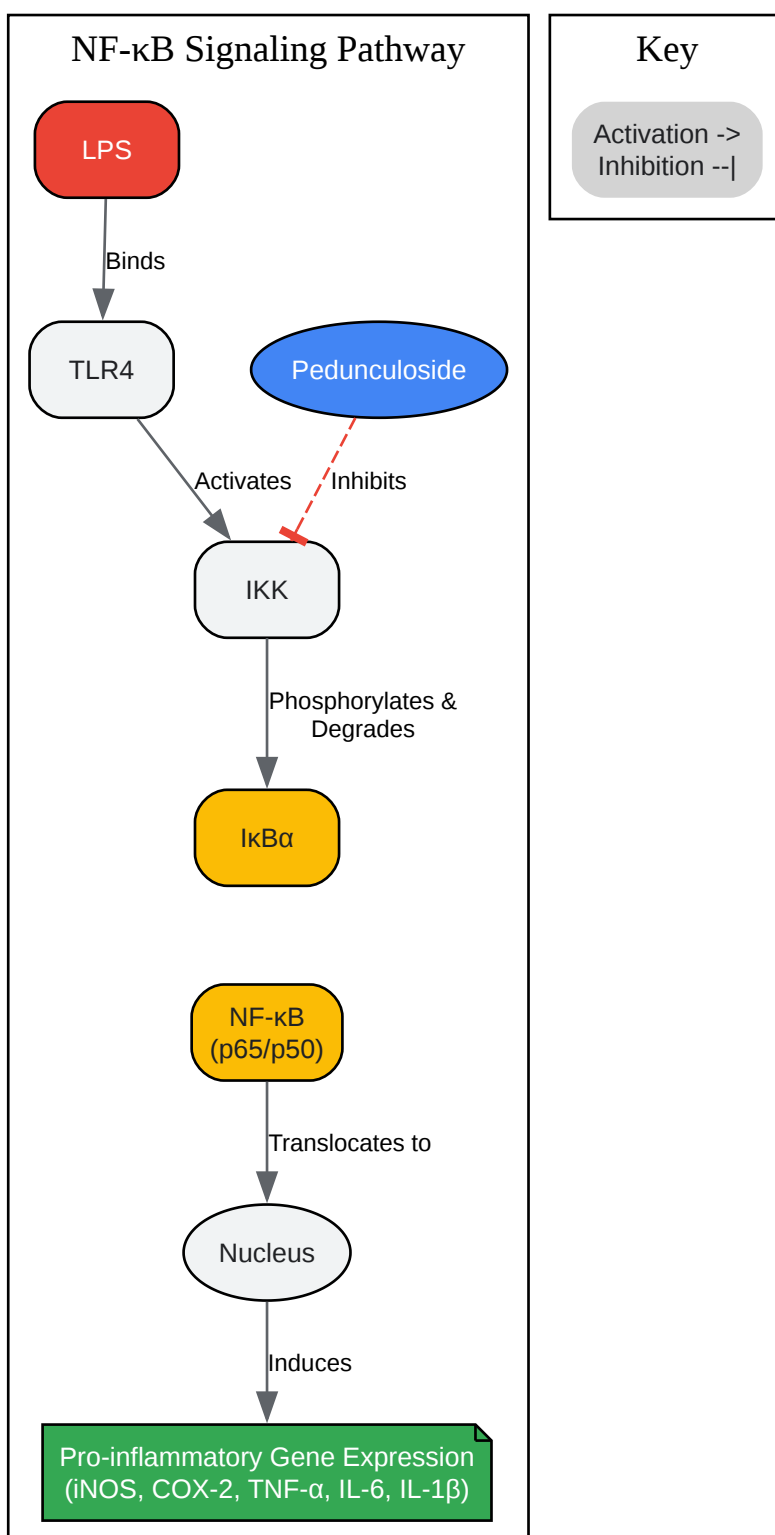 NF-κB Signaling Pathway
LPS
Binds
TLR4
Pedunculoside
Activates
Inhibits
IKK
Phosphorylates &
Degrades
IκBα
NF-κB
(p65/p50)
Translocates to
Nucleus
Induces
Pro-inflammatory Gene Expression
(iNOS, COX-2, TNF-α, IL-6, IL-1β)
Key
Activation ->
Inhibition --|